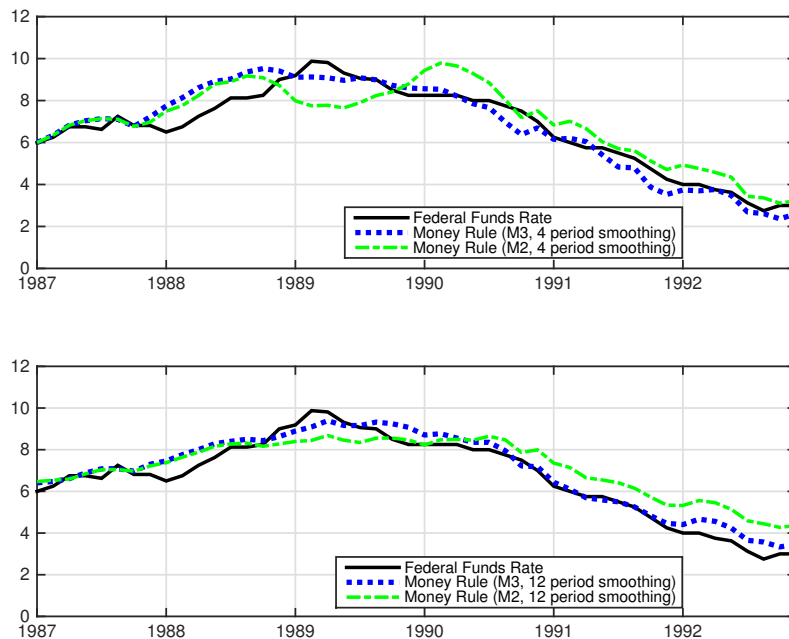 12
10
8
6
4
2
0
1987 1988 1989 1990 1991 1992
Federal Funds Rate
Money Rule (M3, 4 period smoothing)
Money Rule (M2, 4 period smoothing)
12
10
8
6
4
2
0
1987 1988 1989 1990 1991 1992
Federal Funds Rate
Money Rule (M3, 12 period smoothing)
Money Rule (M2, 12 period smoothing)